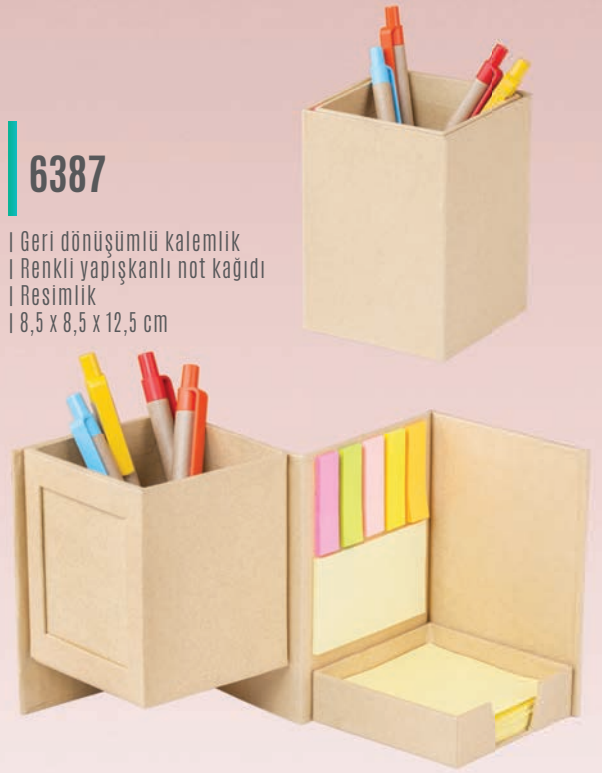 6387
| Geri dönüşümlü kalemlik
| Renkli yapışkanlı not kağıdı
| Resimlik
| 8,5 x 8,5 x 12,5 cm